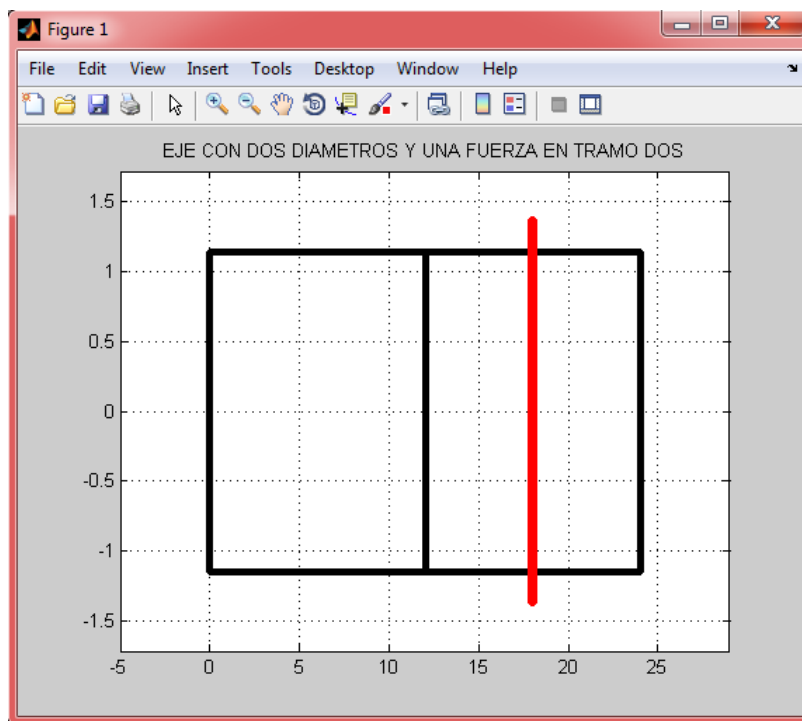 Figure 1
File Edit View Insert Tools Desktop Window Help
EJE CON DOS DIAMETROS Y UNA FUERZA EN TRAMO DOS
1.5
1
0.5
0
-0.5
-1
-1.5
-5 0 5 10 15 20 25